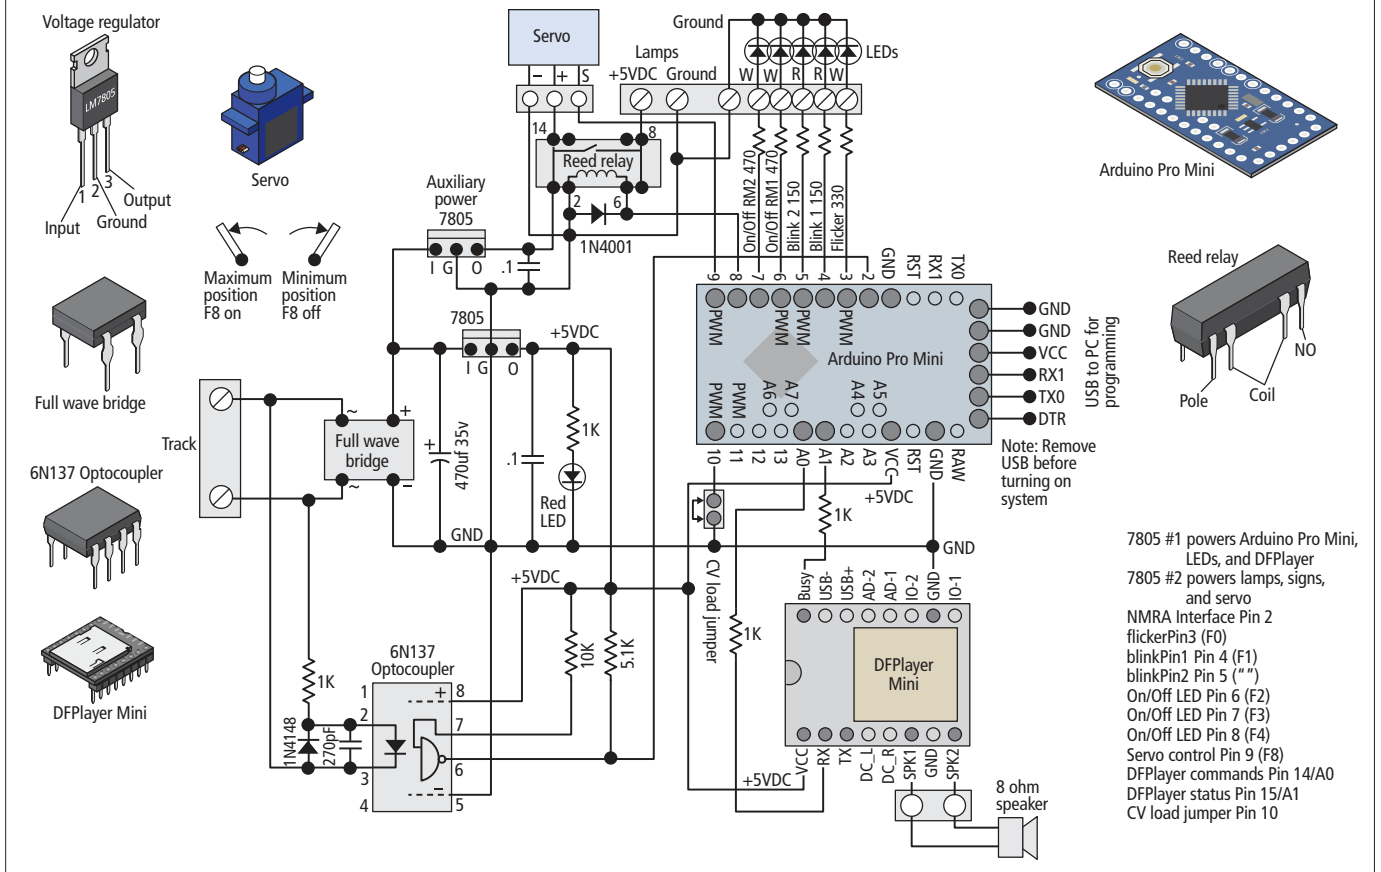 Voltage regulator
LM7805
1 2 3
Input
Ground
Output
Servo
Maximum
position
F8 on
Minimum
position
F8 off
Full wave bridge
6N137 Optocoupler
DFPlayer Mini
Servo
− + S
Lamps
+5VDC Ground
Ground
LEDs
W W R R W
14 8
Reed relay
2 6
1N4001
Auxiliary
power
7805
I G O
.1
7805
I G O
+5VDC
On/Off RM2 470
On/Off RM1 470
Blink 2 150
Blink 1 150
Flicker 330
9 8 7 6 5 4 3 2 GND RST RX1 TX0
PWM PWM PWM PWM
Arduino Pro Mini
A6 A7 A4 A5
PWM PWM
10 11 12 13 A0 A1 A2 A3 VCC RST GND RAW
GND
GND
VCC
RX1
TX0
DTR
USB to PC for
programming
Note: Remove
USB before
turning on
system
Track
~ +
Full wave
bridge
~ −
+
470uf 35v
.1
1K
Red
LED
GND
+5VDC
1K
GND
CV load jumper
1K
+5VDC
10K
5.1K
6N137
Optocoupler
1 + 8
2 7
3 6
4 − 5
1K
1N4148
270pF
Busy USB- USB+ AD-2 AD-1 IO-2 GND IO-1
DFPlayer
Mini
VCC RX TX DC_L DC_R SPK1 GND SPK2
+5VDC
8 ohm
speaker
Arduino Pro Mini
Reed relay
NO
Coil
Pole
7805 #1 powers Arduino Pro Mini,
LEDs, and DFPlayer
7805 #2 powers lamps, signs,
and servo
NMRA Interface Pin 2
flickerPin3 (F0)
blinkPin1 Pin 4 (F1)
blinkPin2 Pin 5 (“ ”)
On/Off LED Pin 6 (F2)
On/Off LED Pin 7 (F3)
On/Off LED Pin 8 (F4)
Servo control Pin 9 (F8)
DFPlayer commands Pin 14/A0
DFPlayer status Pin 15/A1
CV load jumper Pin 10